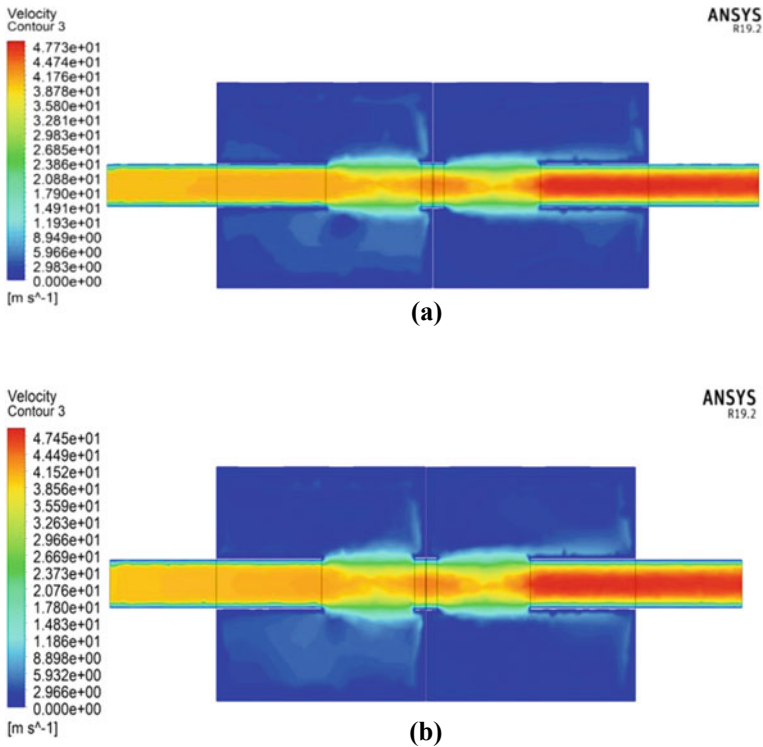 Velocity
Contour 3
ANSYS
R19.2
4.773e+01
4.474e+01
4.176e+01
3.878e+01
3.580e+01
3.281e+01
2.983e+01
2.685e+01
2.386e+01
2.088e+01
1.790e+01
1.491e+01
1.193e+01
8.949e+00
5.966e+00
2.983e+00
0.000e+00
[m s^-1]
(a)
Velocity
Contour 3
ANSYS
R19.2
4.745e+01
4.449e+01
4.152e+01
3.856e+01
3.559e+01
3.263e+01
2.966e+01
2.669e+01
2.373e+01
2.076e+01
1.780e+01
1.483e+01
1.186e+01
8.898e+00
5.932e+00
2.966e+00
0.000e+00
[m s^-1]
(b)